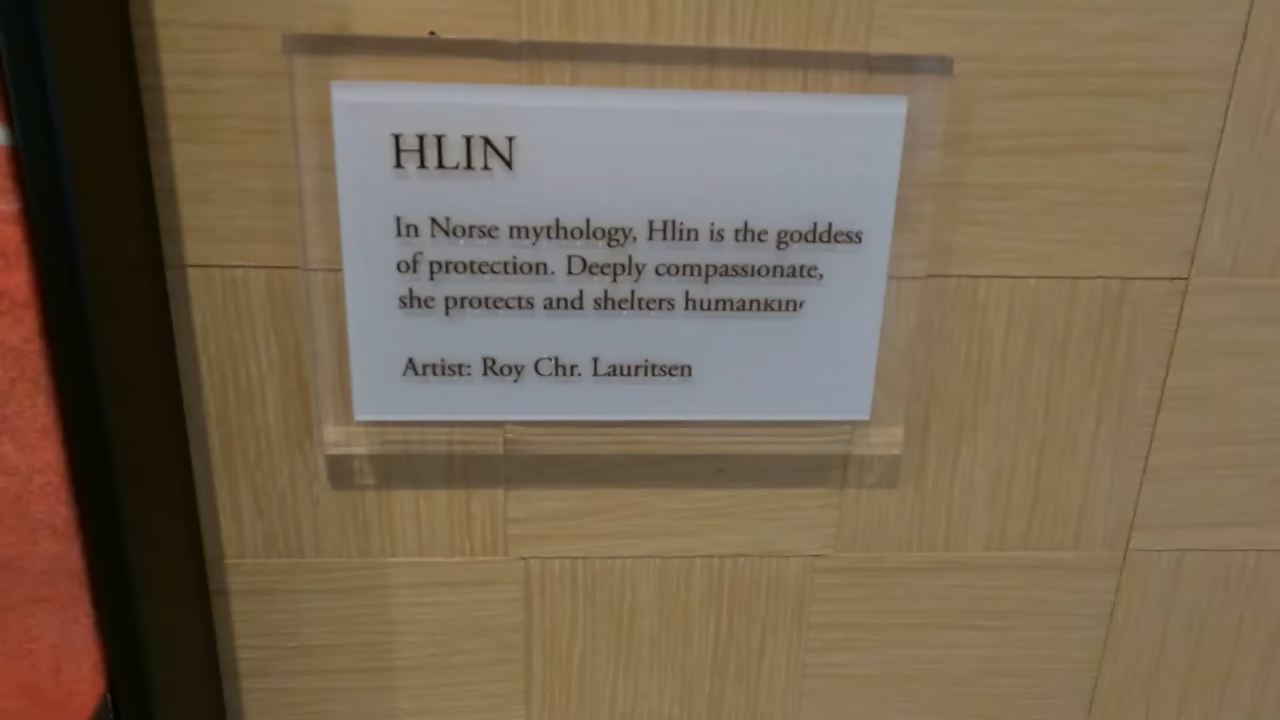 HLIN
In Norse mythology, Hlin is the goddess
of protection. Deeply compassionate,
she protects and shelters humankind
Artist: Roy Chr. Lauritsen